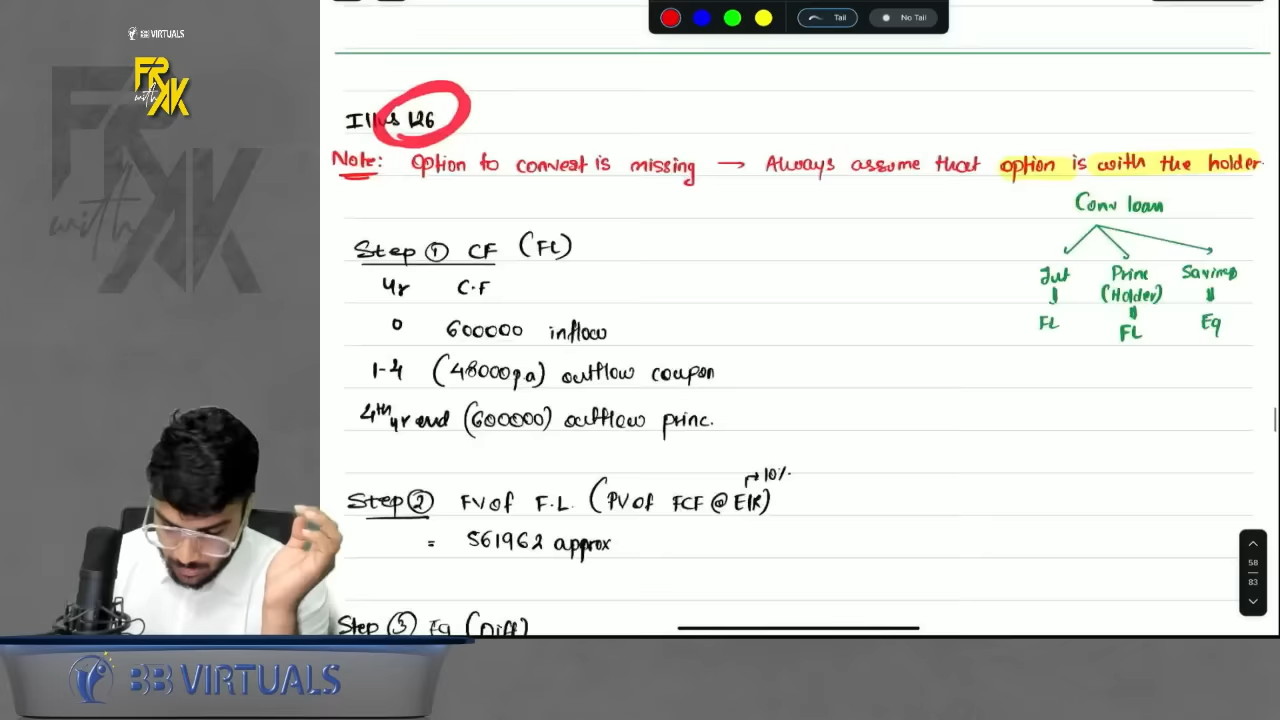 BB VIRTUALS
FR
with
KK
Tail
No Tail
Illus 126
Note: Option to convert is missing → Always assume that option is with the holder.
Conv loan
Int
Princ
(Holder)
Savings
FL
FL
Eq
Step ① CF (FL)
Yr C.F
0 600000 inflow
1-4 (48000pa) outflow coupon
4th yr end (600000) outflow princ.
Step ② FV of F.L. (PV of FCF @ EIR)
→ 10%
= 561962 approx
Step ③ Eq (Diff)
58
83
BB VIRTUALS